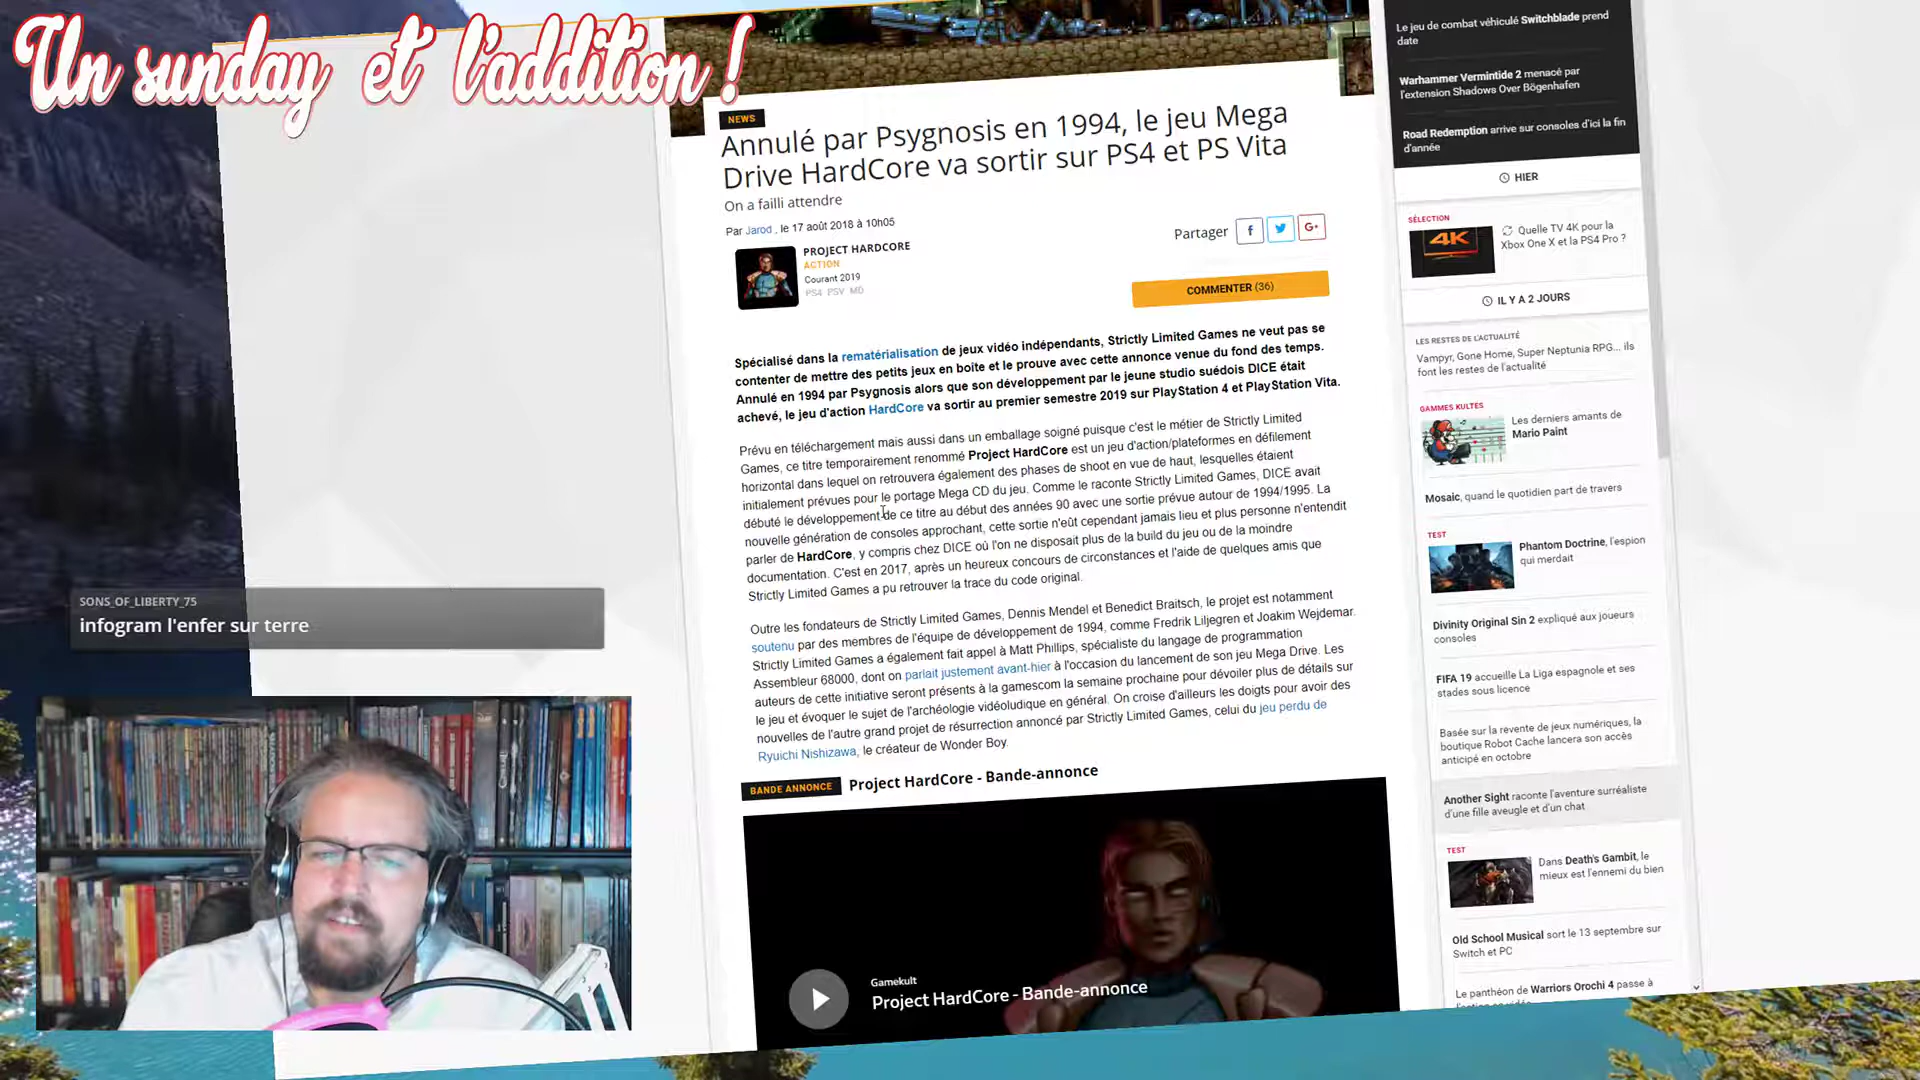 Un sunday et l'addition !
NEWS
Annulé par Psygnosis en 1994, le jeu Mega
Drive HardCore va sortir sur PS4 et PS Vita
On a failli attendre
Par Jarod , le 17 août 2018 à 10h05
Partager
f
G+
PROJECT HARDCORE
ACTION
Courant 2019
PS4 PSV MD
COMMENTER (36)
Spécialisé dans la rematérialisation de jeux vidéo indépendants, Strictly Limited Games ne veut pas se
contenter de mettre des petits jeux en boite et le prouve avec cette annonce venue du fond des temps.
Annulé en 1994 par Psygnosis alors que son développement par le jeune studio suédois DICE était
achevé, le jeu d'action HardCore va sortir au premier semestre 2019 sur PlayStation 4 et PlayStation Vita.
Prévu en téléchargement mais aussi dans un emballage soigné puisque c'est le métier de Strictly Limited
Games, ce titre temporairement renommé Project HardCore est un jeu d'action/plateformes en défilement
horizontal dans lequel on retrouvera également des phases de shoot en vue de haut, lesquelles étaient
initialement prévues pour le portage Mega CD du jeu. Comme le raconte Strictly Limited Games, DICE avait
débuté le développement de ce titre au début des années 90 avec une sortie prévue autour de 1994/1995. La
nouvelle génération de consoles approchant, cette sortie n'eût cependant jamais lieu et plus personne n'entendit
parler de HardCore, y compris chez DICE où l'on ne disposait plus de la build du jeu ou de la moindre
documentation. C'est en 2017, après un heureux concours de circonstances et l'aide de quelques amis que
Strictly Limited Games a pu retrouver la trace du code original.
Outre les fondateurs de Strictly Limited Games, Dennis Mendel et Benedict Braitsch, le projet est notamment
soutenu par des membres de l'équipe de développement de 1994, comme Fredrik Liljegren et Joakim Wejdemar.
Strictly Limited Games a également fait appel à Matt Phillips, spécialiste du langage de programmation
Assembleur 68000, dont on parlait justement avant-hier à l'occasion du lancement de son jeu Mega Drive. Les
auteurs de cette initiative seront présents à la gamescom la semaine prochaine pour dévoiler plus de détails sur
le jeu et évoquer le sujet de l'archéologie vidéoludique en général. On croise d'ailleurs les doigts pour avoir des
nouvelles de l'autre grand projet de résurrection annoncé par Strictly Limited Games, celui du jeu perdu de
Ryuichi Nishizawa, le créateur de Wonder Boy.
BANDE ANNONCE Project HardCore - Bande-annonce
Gamekult
Project HardCore - Bande-annonce
Le jeu de combat véhiculé Switchblade prend
date
Warhammer Vermintide 2 menacé par
l'extension Shadows Over Bögenhafen
Road Redemption arrive sur consoles d'ici la fin
d'année
HIER
SÉLECTION
4K
Quelle TV 4K pour la
Xbox One X et la PS4 Pro ?
IL Y A 2 JOURS
LES RESTES DE L'ACTUALITÉ
Vampyr, Gone Home, Super Neptunia RPG... ils
font les restes de l'actualité
GAMMES KULTES
Les derniers amants de
Mario Paint
Mosaic, quand le quotidien part de travers
TEST
Phantom Doctrine, l'espion
qui merdait
Divinity Original Sin 2 expliqué aux joueurs
consoles
FIFA 19 accueille La Liga espagnole et ses
stades sous licence
Basée sur la revente de jeux numériques, la
boutique Robot Cache lancera son accès
anticipé en octobre
Another Sight raconte l'aventure surréaliste
d'une fille aveugle et d'un chat
TEST
Dans Death's Gambit, le
mieux est l'ennemi du bien
Old School Musical sort le 13 septembre sur
Switch et PC
Le panthéon de Warriors Orochi 4 passe à
SONS_OF_LIBERTY_75
infogram l'enfer sur terre